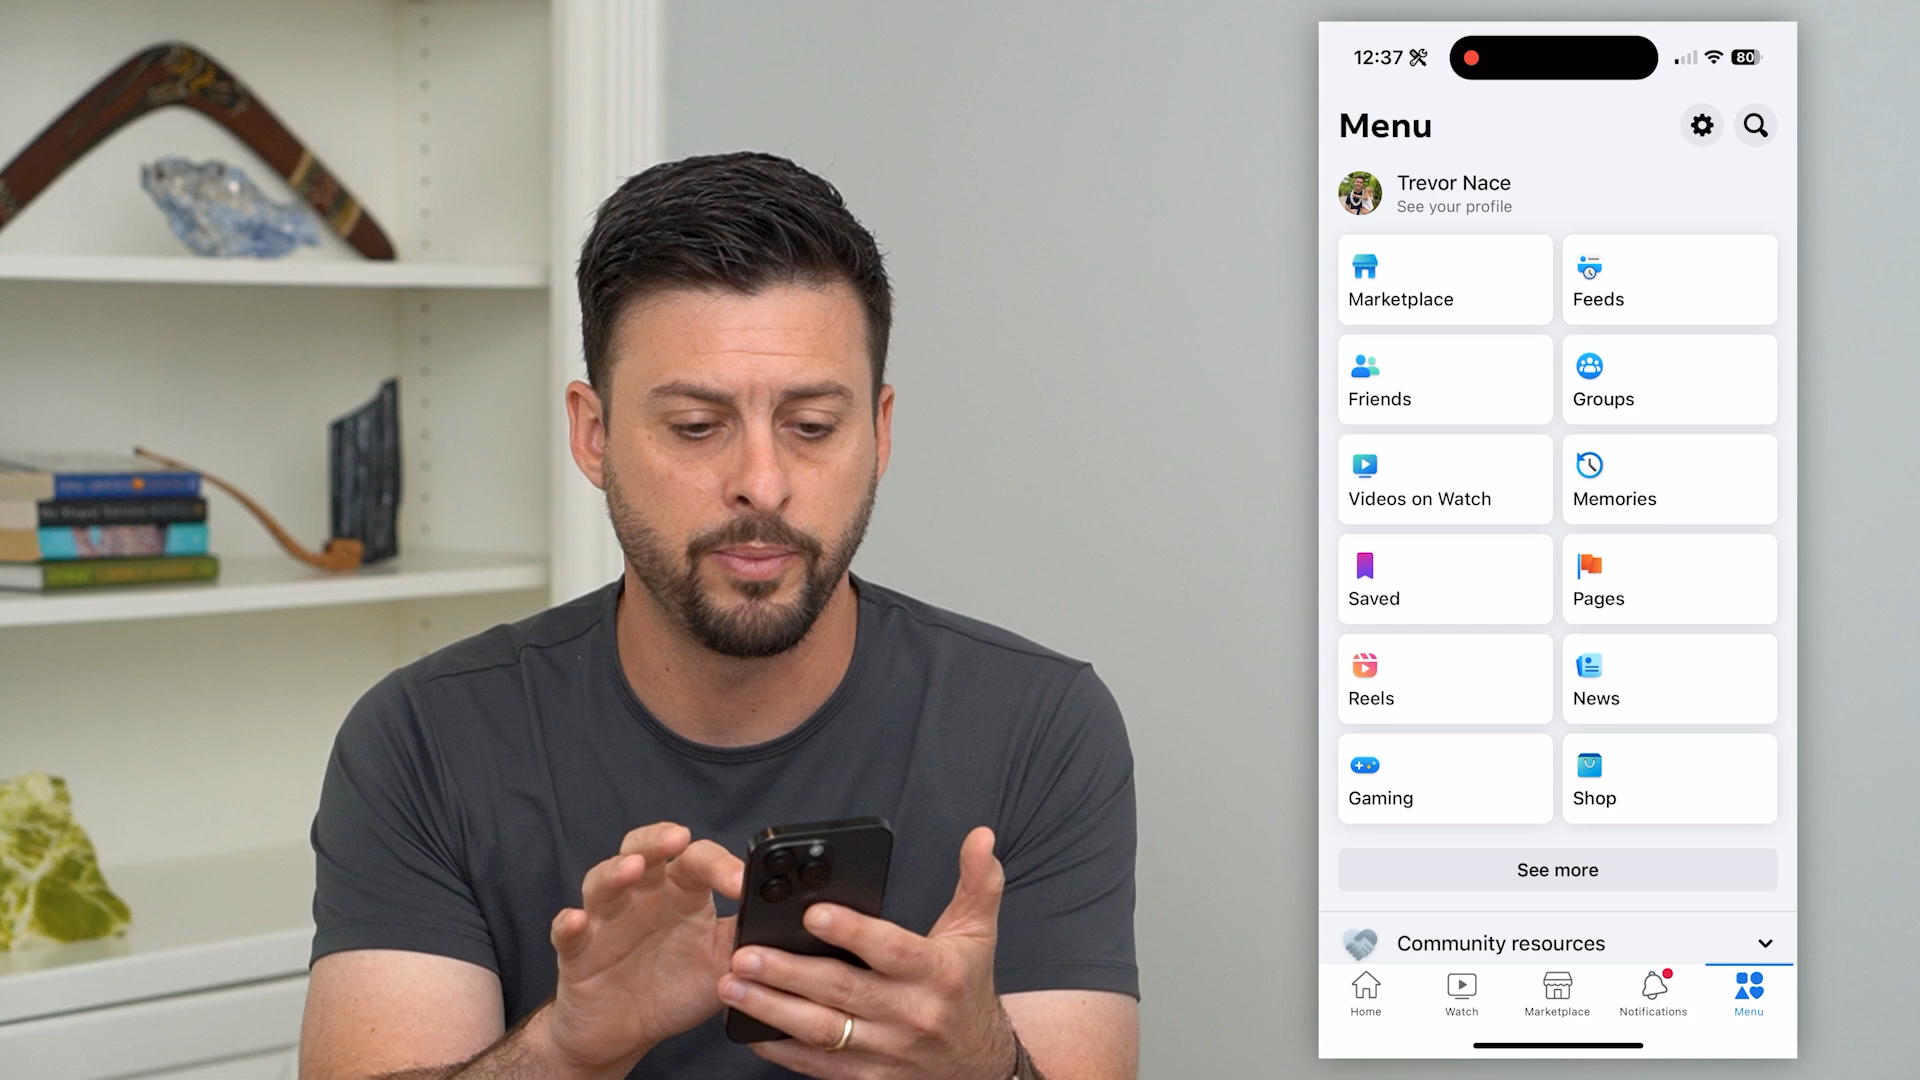 12:37
80
Menu
Trevor Nace
See your profile
Marketplace
Feeds
Friends
Groups
Videos on Watch
Memories
Saved
Pages
Reels
News
Gaming
Shop
See more
Community resources
Home
Watch
Marketplace
Notifications
Menu